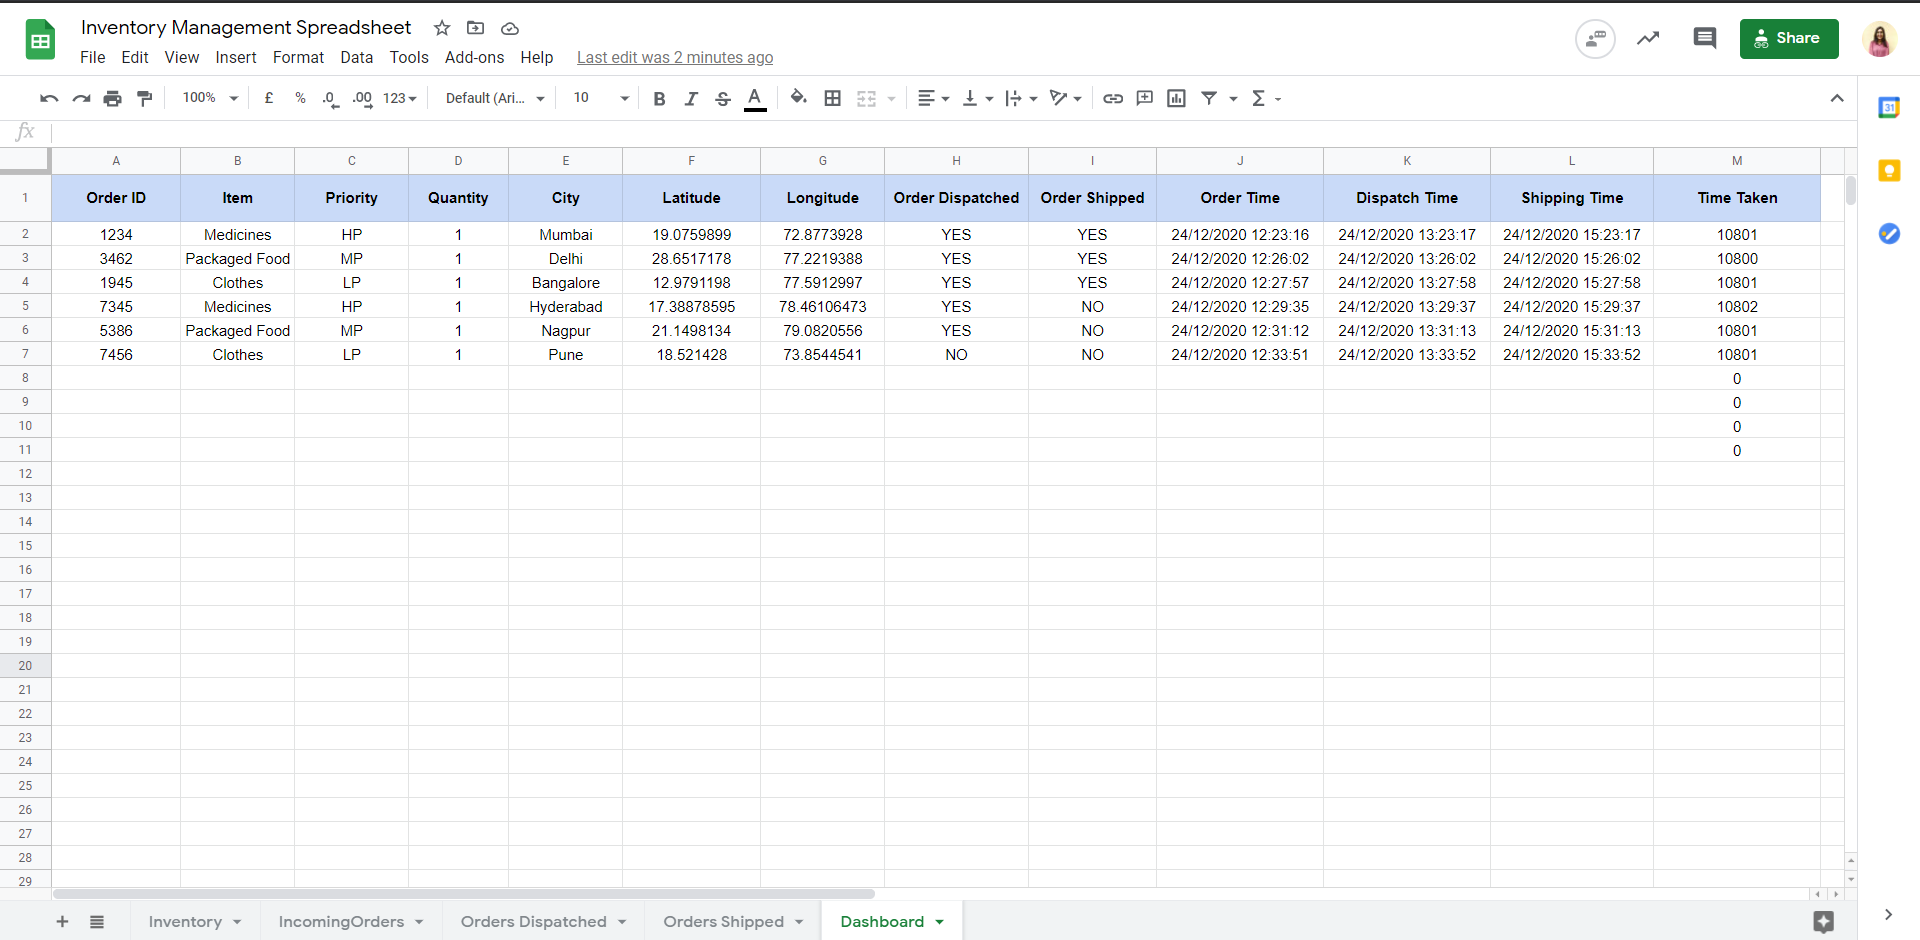 Inventory Management Spreadsheet
File Edit View Insert Format Data Tools Add-ons Help Last edit was 2 minutes ago
Share
100% £ % .0 .00 123 Default (Ari... 10 B I S A Σ
31
fx
A B C D E F G H I J K L M
1 Order ID Item Priority Quantity City Latitude Longitude Order Dispatched Order Shipped Order Time Dispatch Time Shipping Time Time Taken
2 1234 Medicines HP 1 Mumbai 19.0759899 72.8773928 YES YES 24/12/2020 12:23:16 24/12/2020 13:23:17 24/12/2020 15:23:17 10801
3 3462 Packaged Food MP 1 Delhi 28.6517178 77.2219388 YES YES 24/12/2020 12:26:02 24/12/2020 13:26:02 24/12/2020 15:26:02 10800
4 1945 Clothes LP 1 Bangalore 12.9791198 77.5912997 YES YES 24/12/2020 12:27:57 24/12/2020 13:27:58 24/12/2020 15:27:58 10801
5 7345 Medicines HP 1 Hyderabad 17.38878595 78.46106473 YES NO 24/12/2020 12:29:35 24/12/2020 13:29:37 24/12/2020 15:29:37 10802
6 5386 Packaged Food MP 1 Nagpur 21.1498134 79.0820556 YES NO 24/12/2020 12:31:12 24/12/2020 13:31:13 24/12/2020 15:31:13 10801
7 7456 Clothes LP 1 Pune 18.521428 73.8544541 NO NO 24/12/2020 12:33:51 24/12/2020 13:33:52 24/12/2020 15:33:52 10801
8 0
9 0
10 0
11 0
12
13
14
15
16
17
18
19
20
21
22
23
24
25
26
27
28
29
Inventory IncomingOrders Orders Dispatched Orders Shipped Dashboard